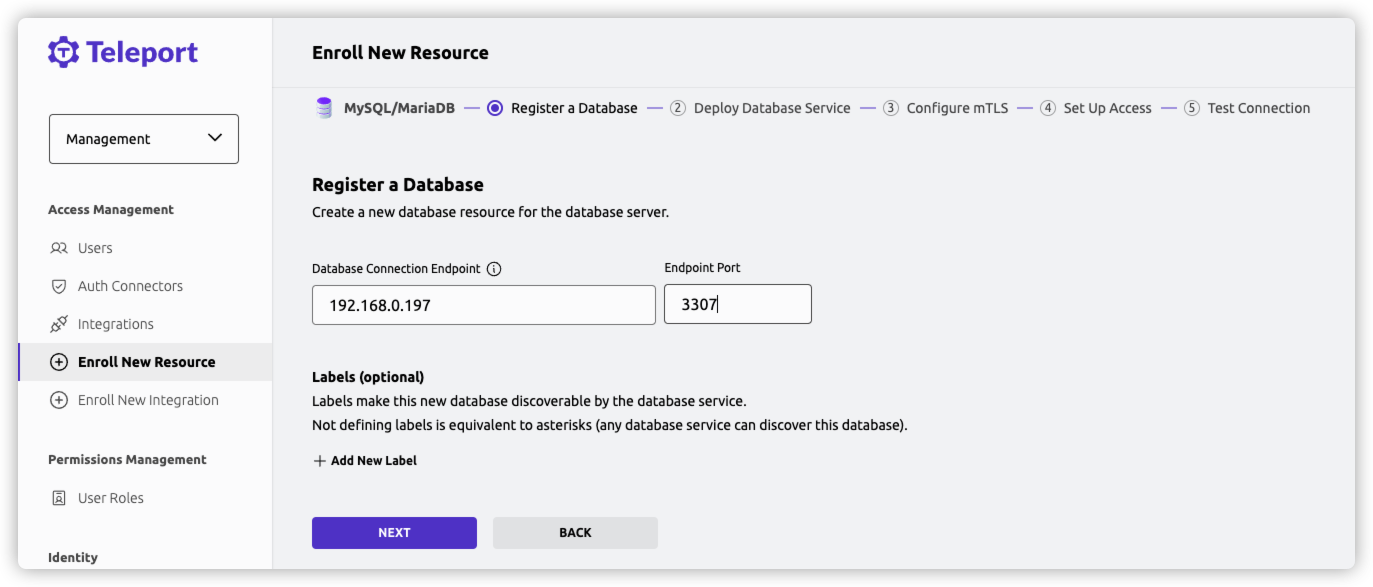 Teleport
Management
Access Management
Users
Auth Connectors
Integrations
Enroll New Resource
Enroll New Integration
Permissions Management
User Roles
Identity
Enroll New Resource
MySQL/MariaDB Register a Database 2 Deploy Database Service 3 Configure mTLS 4 Set Up Access 5 Test Connection
Register a Database
Create a new database resource for the database server.
Database Connection Endpoint Endpoint Port
192.168.0.197 3307
Labels (optional)
Labels make this new database discoverable by the database service.
Not defining labels is equivalent to asterisks (any database service can discover this database).
+ Add New Label
NEXT BACK